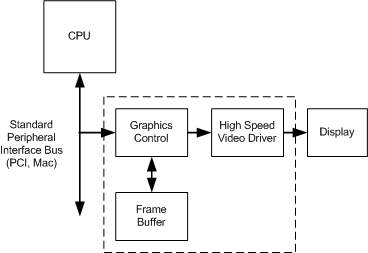 CPU
Standard
Peripheral
Interface Bus
(PCI, Mac)
Graphics
Control
High Speed
Video Driver
Display
Frame
Buffer